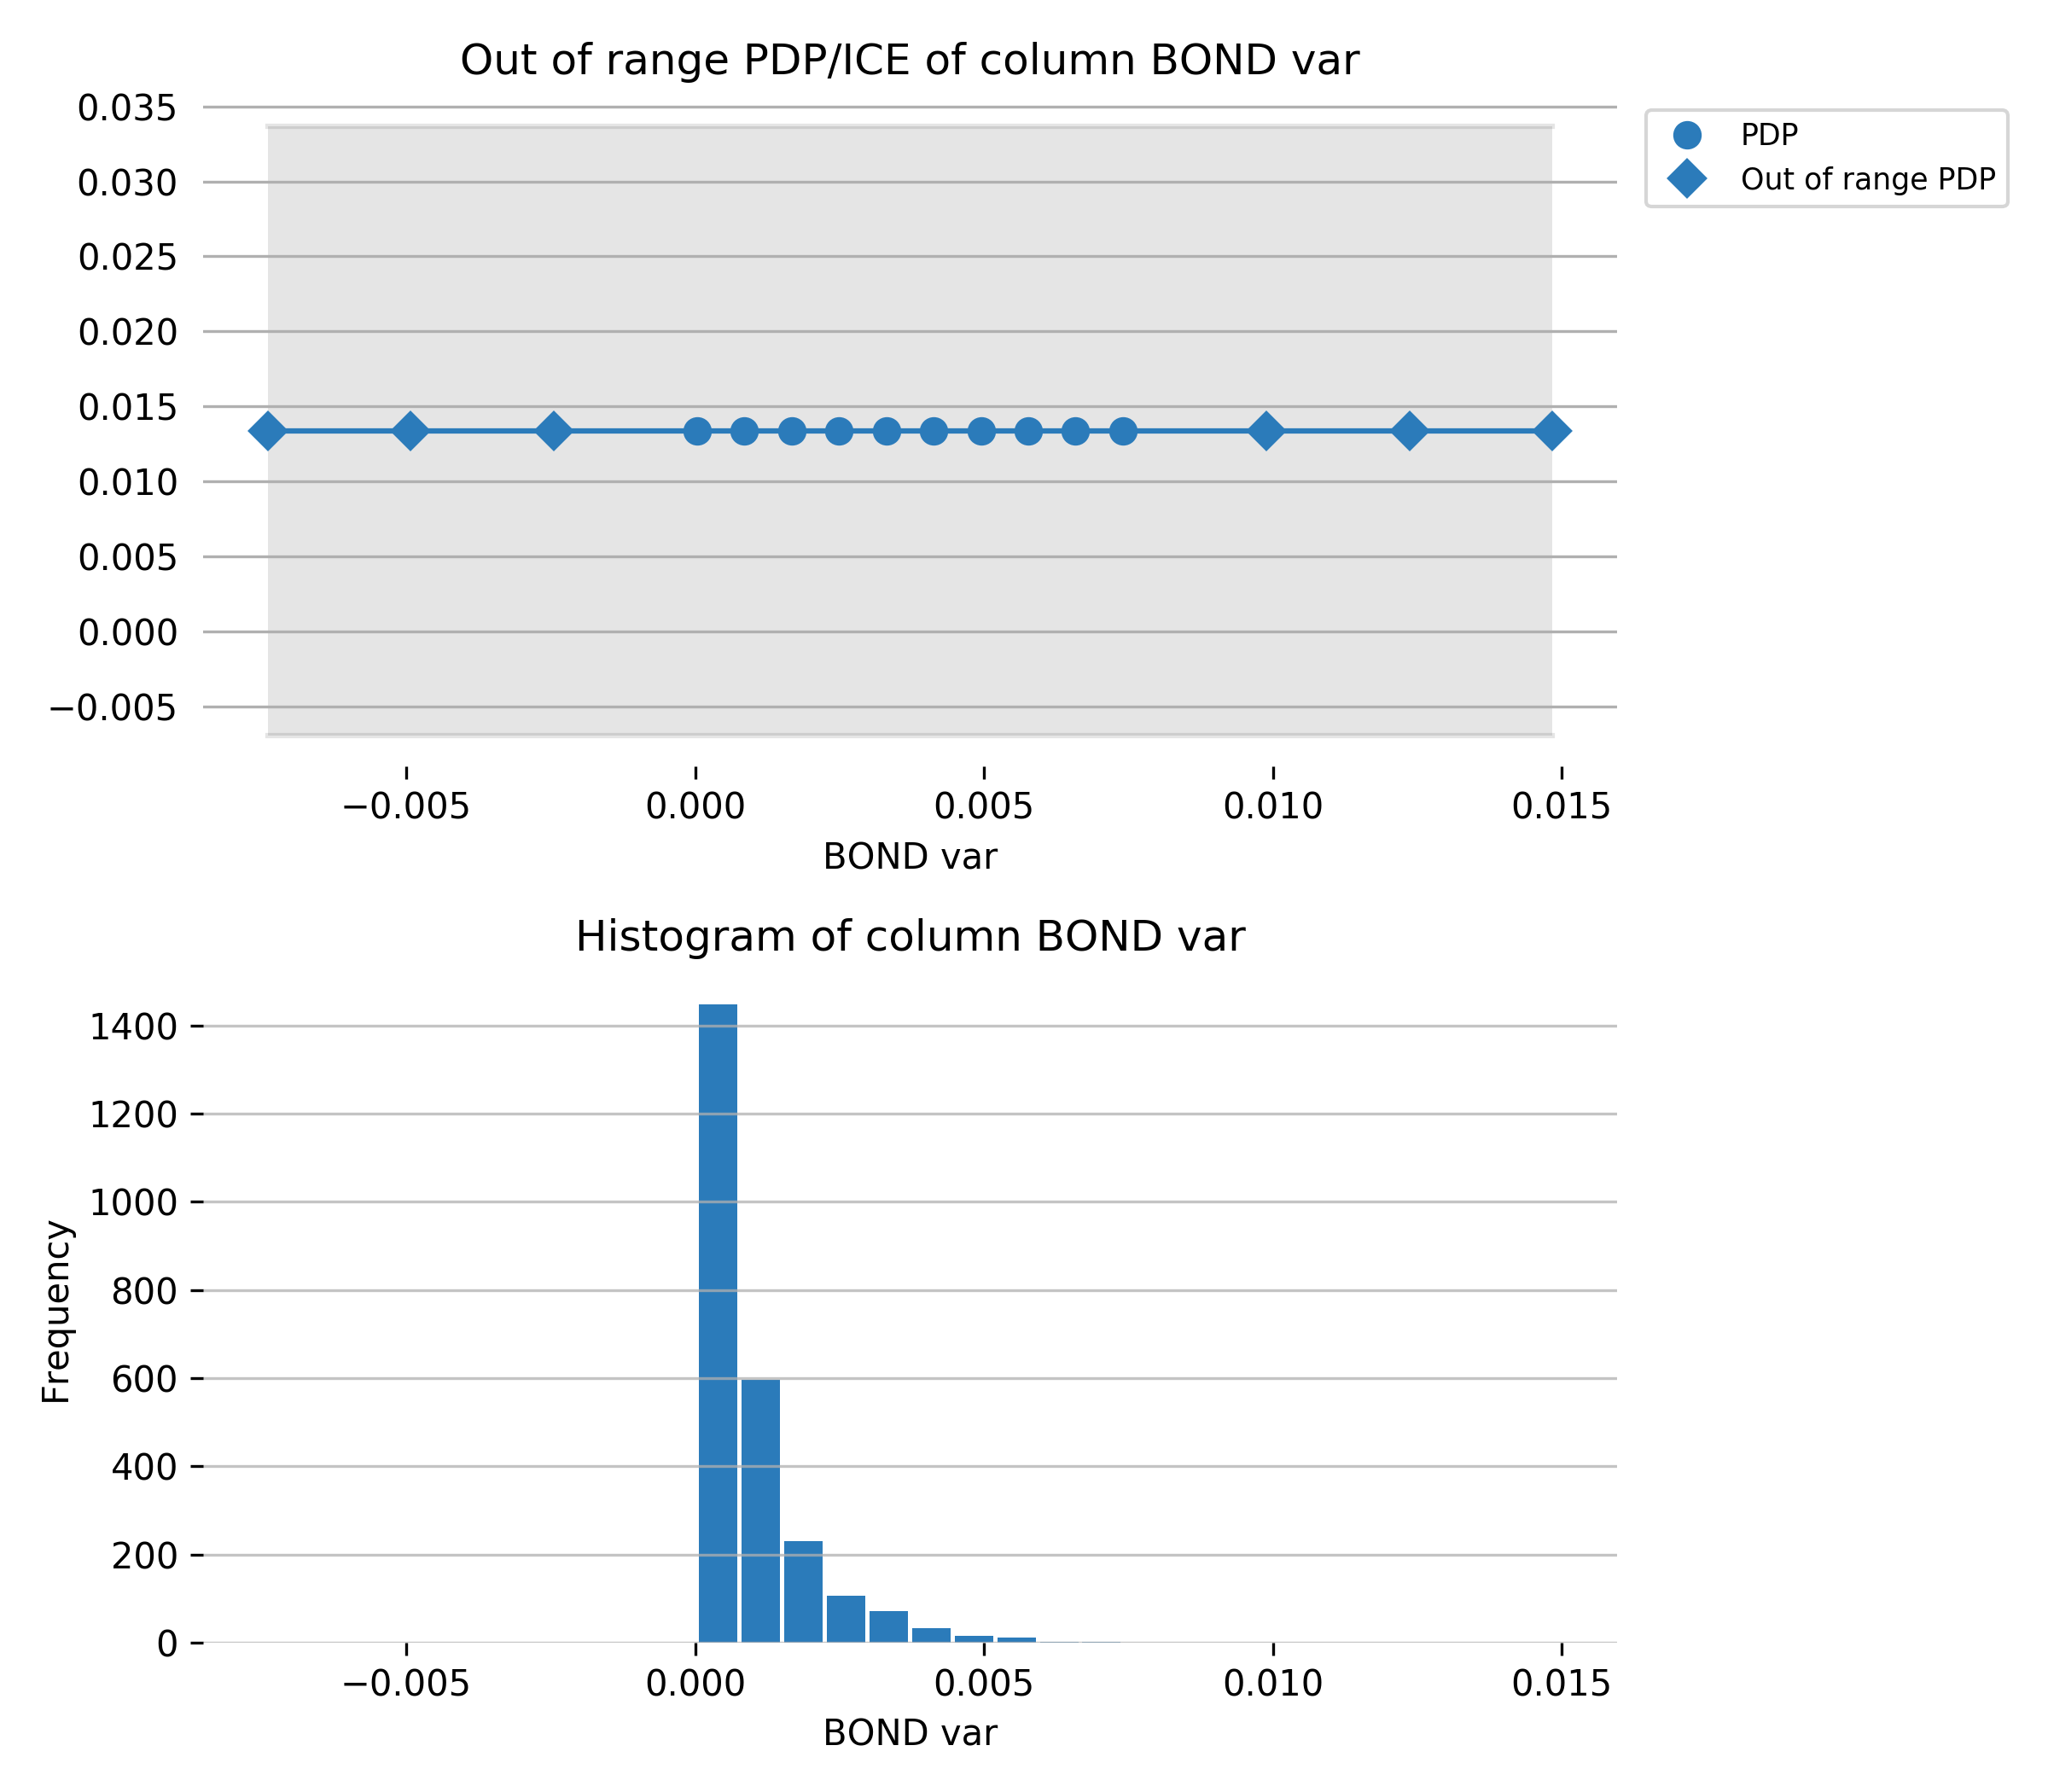 Out of range PDP/ICE of column BOND var
0.035
0.030
0.025
0.020
0.015
0.010
0.005
0.000
−0.005
PDP
Out of range PDP
−0.005 0.000 0.005 0.010 0.015
BOND var
Histogram of column BOND var
1400
1200
1000
800
600
400
200
0
Frequency
−0.005 0.000 0.005 0.010 0.015
BOND var